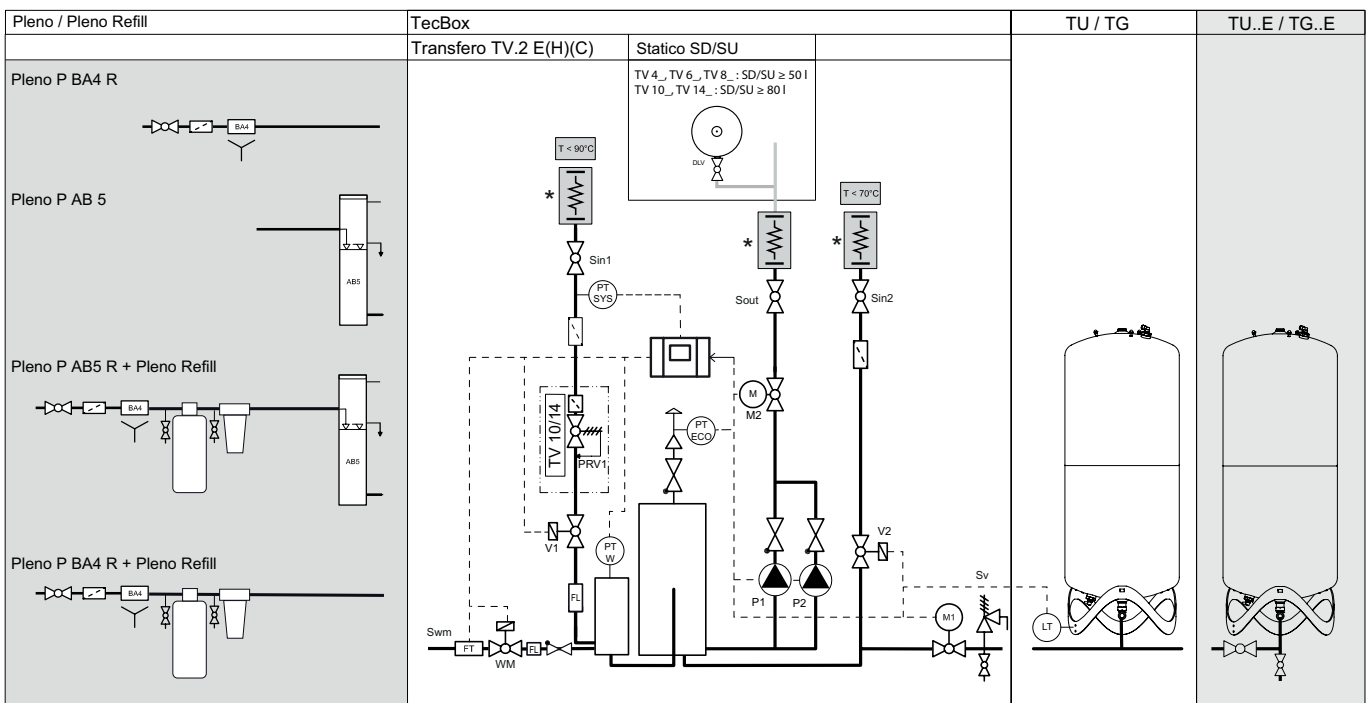 Pleno / Pleno Refill
TecBox
TU / TG
TU..E / TG..E
Transfero TV.2 E(H)(C)
Statico SD/SU
Pleno P BA4 R
BA4
Pleno P AB 5
AB5
Pleno P AB5 R + Pleno Refill
BA4
AB5
Pleno P BA4 R + Pleno Refill
BA4
TV 4_, TV 6_, TV 8_ : SD/SU ≥ 50 l
TV 10_, TV 14_ : SD/SU ≥ 80 l
DLV
T < 90°C
T < 70°C
*
*
*
Sin1
Sout
Sin2
PT
SYS
M
M2
PT
ECO
TV 10/14
PRV1
V1
PT
W
V2
FL
P1
P2
Sv
Swm
FT
WM
FL
M1
LT